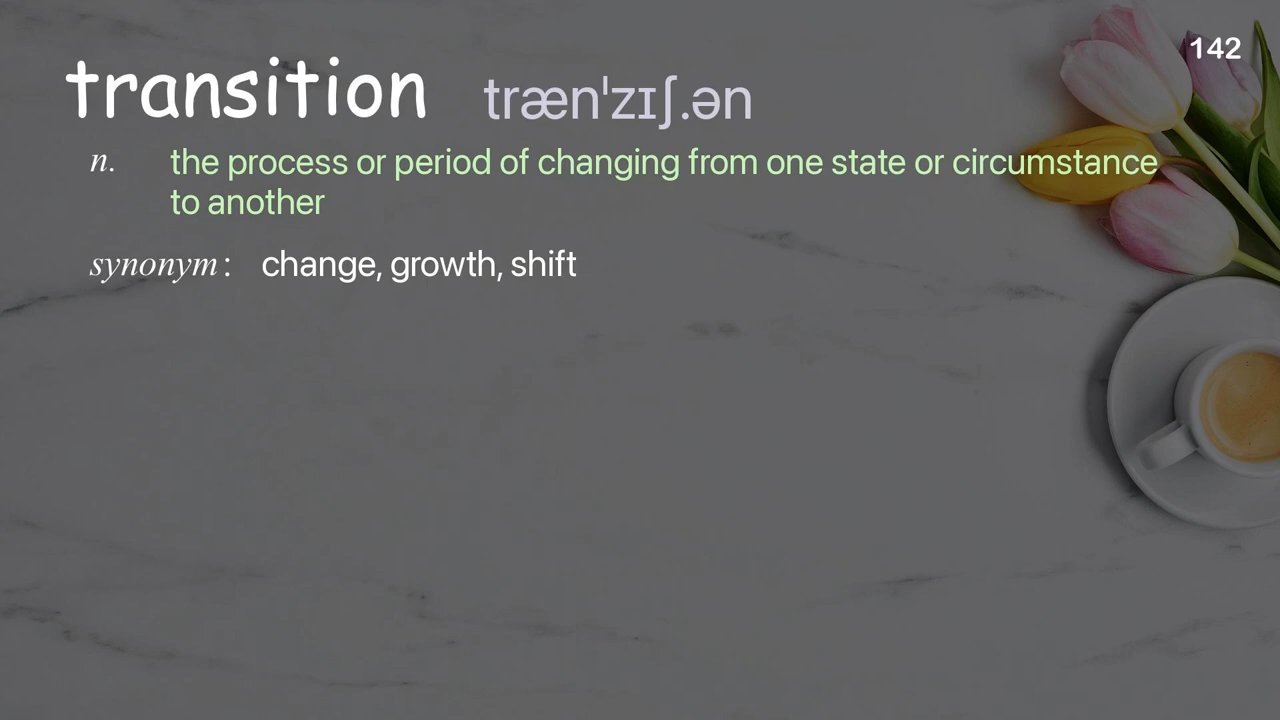 142
transition trænˈzɪʃ.ən
n. the process or period of changing from one state or circumstance
to another
synonym : change, growth, shift